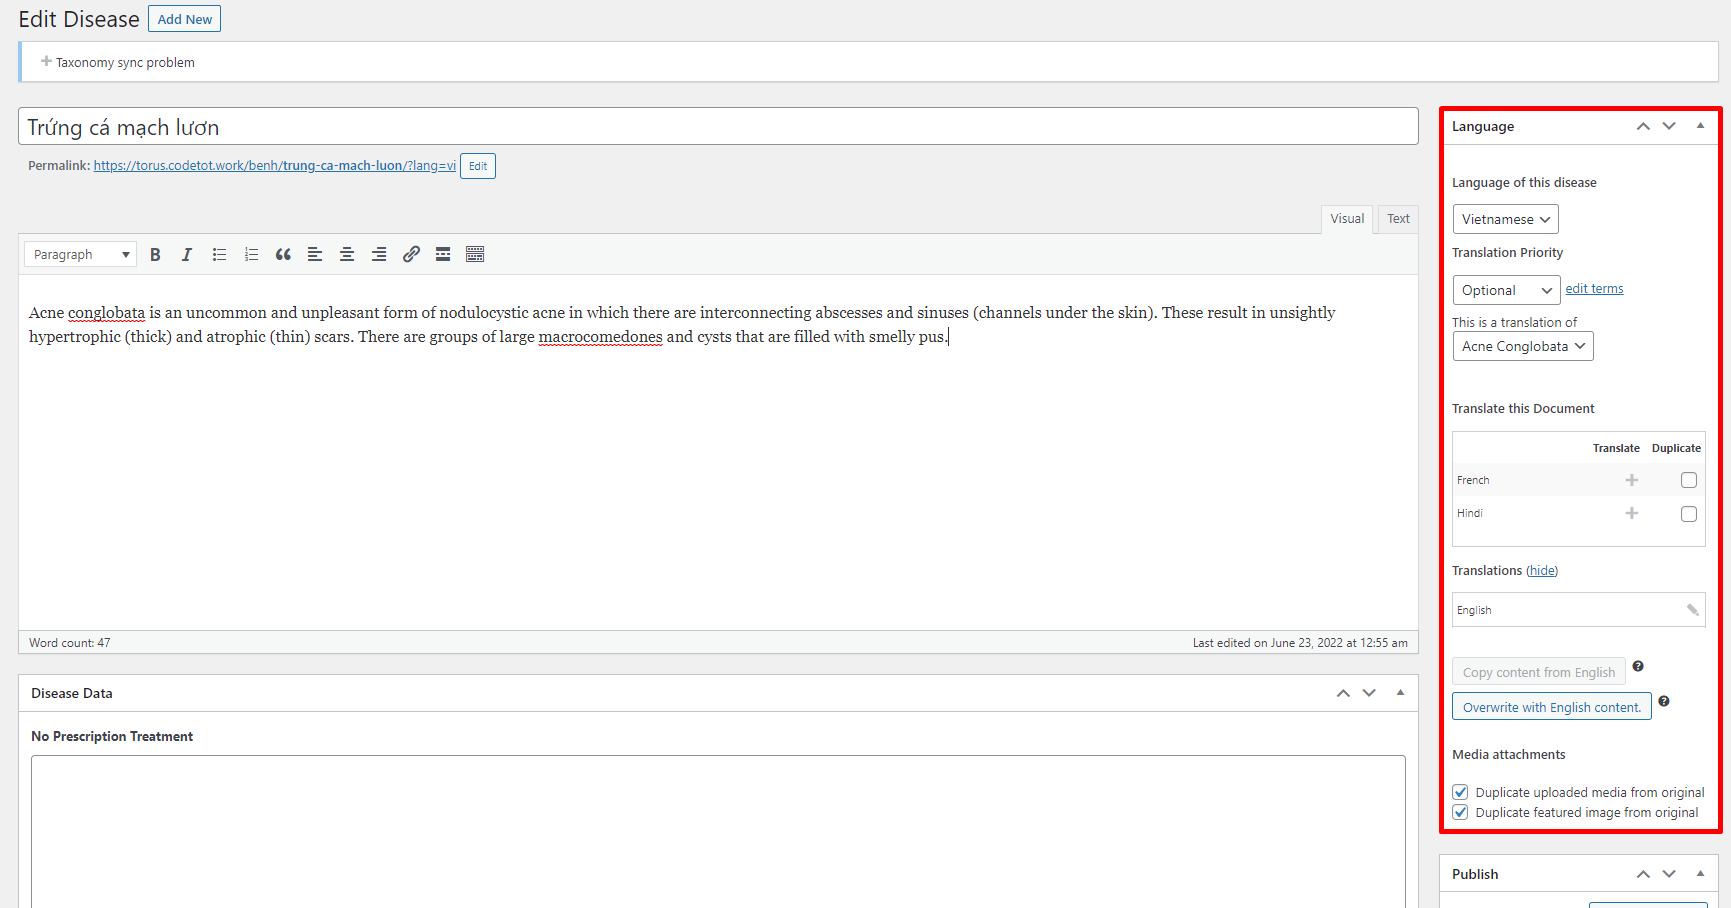 Edit Disease Add New
Taxonomy sync problem
Trứng cá mạch lươn
Permalink: https://torus.codetot.work/benh/trung-ca-mach-luon/?lang=vi Edit
Visual Text
Paragraph
Acne conglobata is an uncommon and unpleasant form of nodulocystic acne in which there are interconnecting abscesses and sinuses (channels under the skin). These result in unsightly
hypertrophic (thick) and atrophic (thin) scars. There are groups of large macrocomedones and cysts that are filled with smelly pus.
Word count: 47 Last edited on June 23, 2022 at 12:55 am
Disease Data
No Prescription Treatment
Language
Language of this disease
Vietnamese
Translation Priority
Optional edit terms
This is a translation of
Acne Conglobata
Translate this Document
Translate Duplicate
French
Hindi
Translations (hide)
English
Copy content from English
Overwrite with English content.
Media attachments
Duplicate uploaded media from original
Duplicate featured image from original
Publish